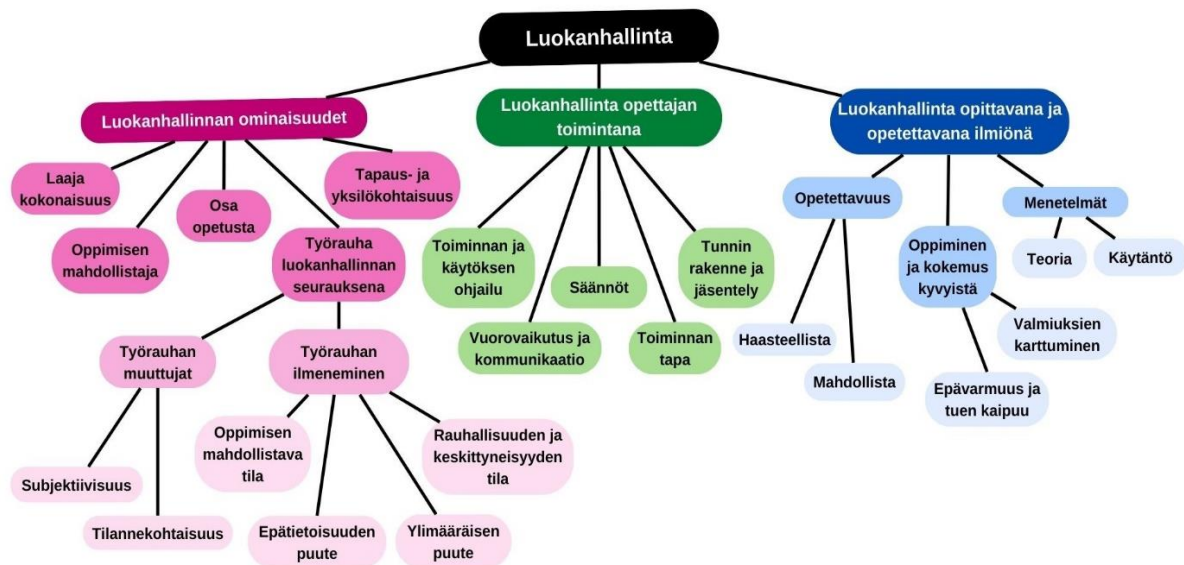 Luokanhallinta
Luokanhallinnan ominaisuudet
Luokanhallinta opettajan
toimintana
Luokanhallinta opittavana ja
opetettavana ilmiönä
Laaja
kokonaisuus
Oppimisen
mahdollistaja
Osa
opetusta
Tapaus- ja
yksilökohtaisuus
Työrauha
luokanhallinnan
seurauksena
Työrauhan
muuttujat
Työrauhan
ilmeneminen
Subjektiivisuus
Tilannekohtaisuus
Oppimisen
mahdollistava
tila
Epätietoisuuden
puute
Ylimääräisen
puute
Rauhallisuuden ja
keskittyneisyyden
tila
Toiminnan ja
käytöksen
ohjailu
Vuorovaikutus ja
kommunikaatio
Säännöt
Toiminnan
tapa
Tunnin
rakenne ja
jäsentely
Opetettavuus
Haasteellista
Mahdollista
Oppiminen
ja kokemus
kyvyistä
Epävarmuus ja
tuen kaipuu
Valmiuksien
karttuminen
Menetelmät
Teoria
Käytäntö